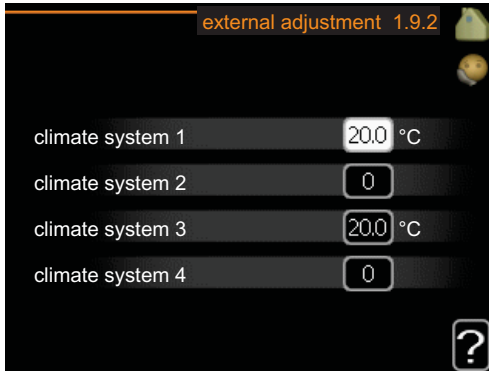 external adjustment 1.9.2
climate system 1 20.0 °C
climate system 2 0
climate system 3 20.0 °C
climate system 4 0
?